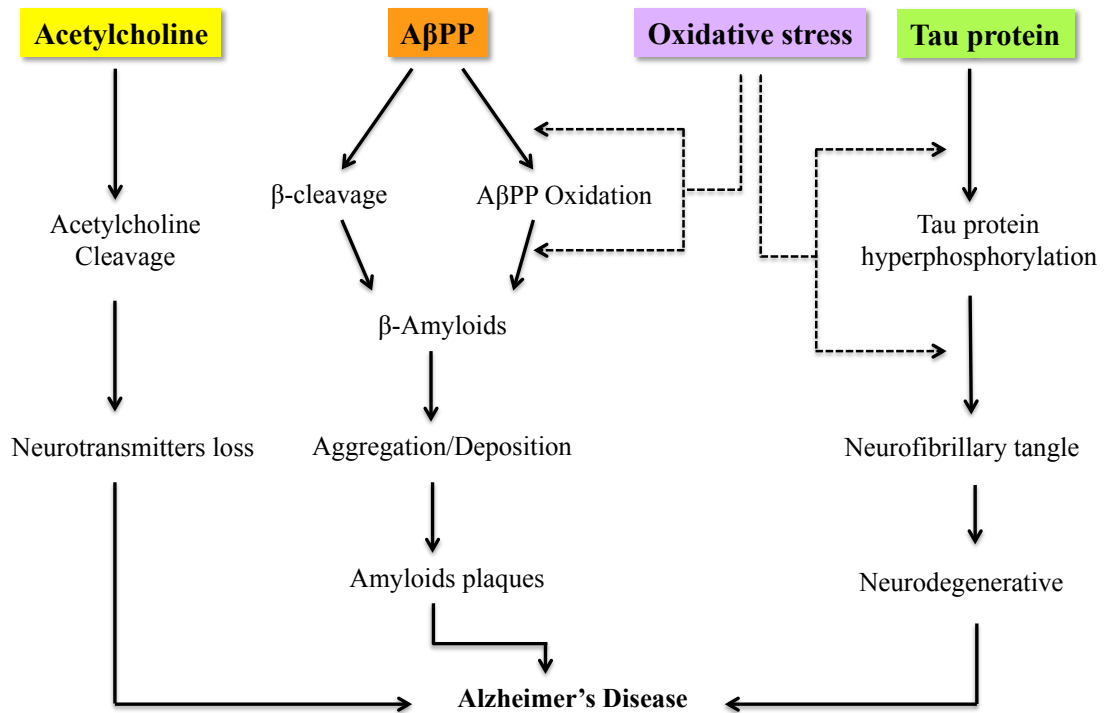 Acetylcholine
AβPP
Oxidative stress
Tau protein
β-cleavage
AβPP Oxidation
Acetylcholine
Cleavage
Tau protein
hyperphosphorylation
β-Amyloids
Neurotransmitters loss
Aggregation/Deposition
Neurofibrillary tangle
Amyloids plaques
Neurodegenerative
Alzheimer’s Disease